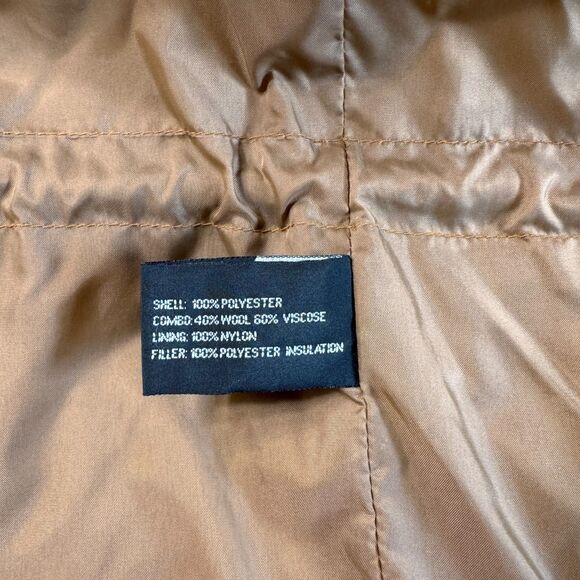 SHELL: 100% POLYESTER
COMBO: 40% WOOL 60% VISCOSE
LINING: 100% NYLON
FILLER: 100% POLYESTER INSULATION